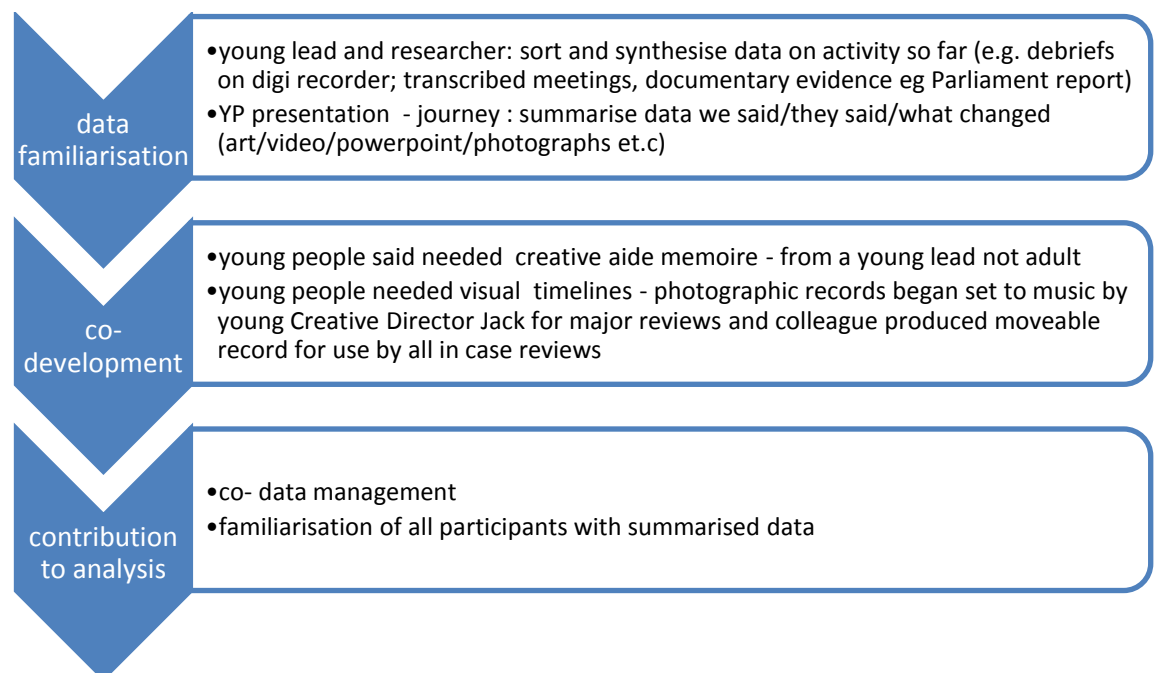 data
familiarisation
•young lead and researcher: sort and synthesise data on activity so far (e.g. debriefs
on digi recorder; transcribed meetings, documentary evidence eg Parliament report)
•YP presentation - journey : summarise data we said/they said/what changed
(art/video/powerpoint/photographs et.c)
co-
development
•young people said needed creative aide memoire - from a young lead not adult
•young people needed visual timelines - photographic records began set to music by
young Creative Director Jack for major reviews and colleague produced moveable
record for use by all in case reviews
contribution
to analysis
•co- data management
•familiarisation of all participants with summarised data